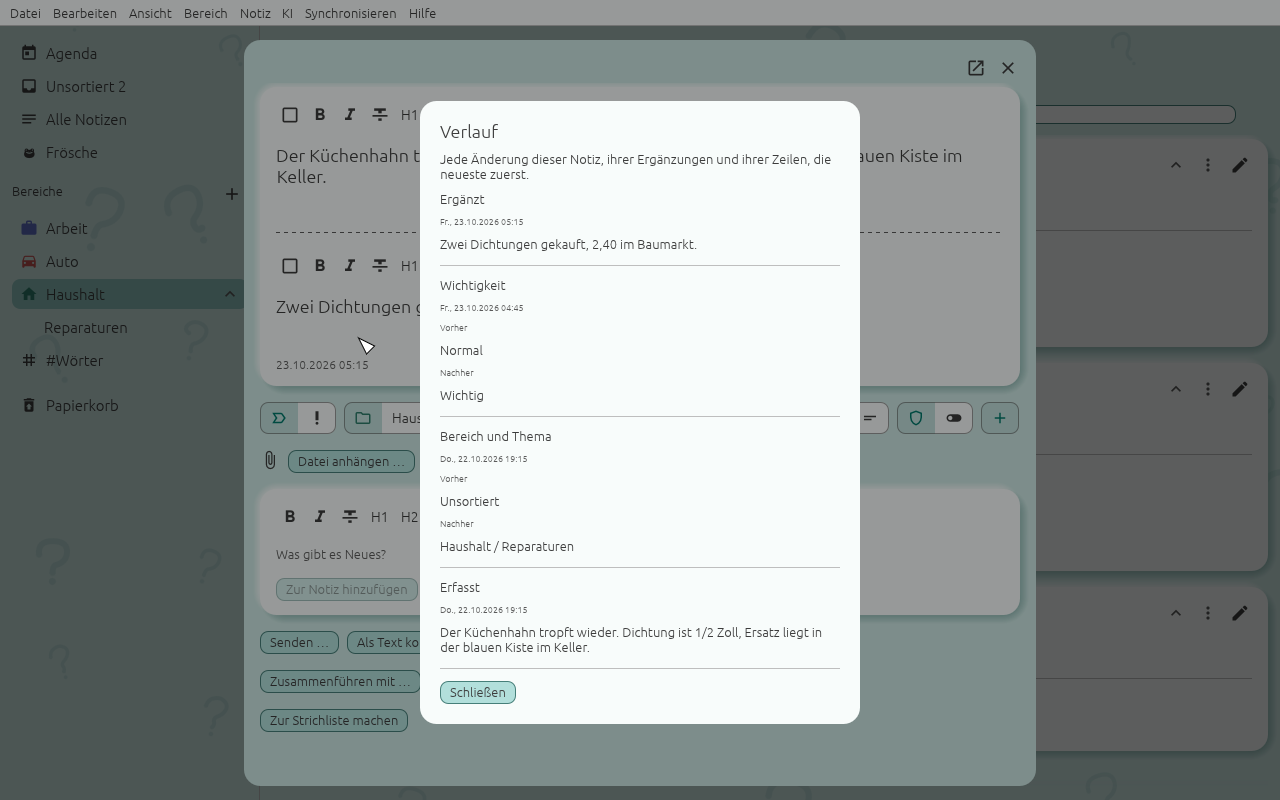 Datei Bearbeiten Ansicht Bereich Notiz KI Synchronisieren Hilfe
Agenda
Unsortiert 2
Alle Notizen
Frösche
Bereiche
Arbeit
Auto
Haushalt
Reparaturen
#Wörter
Papierkorb
B I H1
Der Küchenhahn
Kiste im
Keller.
B I H1
Zwei Dichtungen
23.10.2026 05:15
Datei anhängen ...
B I H1 H2
Was gibt es Neues?
Zur Notiz hinzufügen
Senden ... Als Text
Zusammenführen mit ...
Zur Strichliste machen
Verlauf
Jede Änderung dieser Notiz, ihrer Ergänzungen und ihrer Zeilen, die
neueste zuerst.
Ergänzt
Fr., 23.10.2026 05:15
Zwei Dichtungen gekauft, 2,40 im Baumarkt.
Wichtigkeit
Fr., 23.10.2026 04:45
Vorher
Normal
Nachher
Wichtig
Bereich und Thema
Do., 22.10.2026 19:15
Vorher
Unsortiert
Nachher
Haushalt / Reparaturen
Erfasst
Do., 22.10.2026 19:15
Der Küchenhahn tropft wieder. Dichtung ist 1/2 Zoll, Ersatz liegt in
der blauen Kiste im Keller.
Schließen